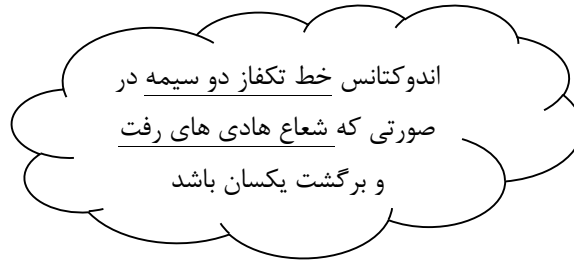 اندوکتانس خط تکفاز دو سیمه در
صورتی که شعاع هادی های رفت
و برگشت یکسان باشد